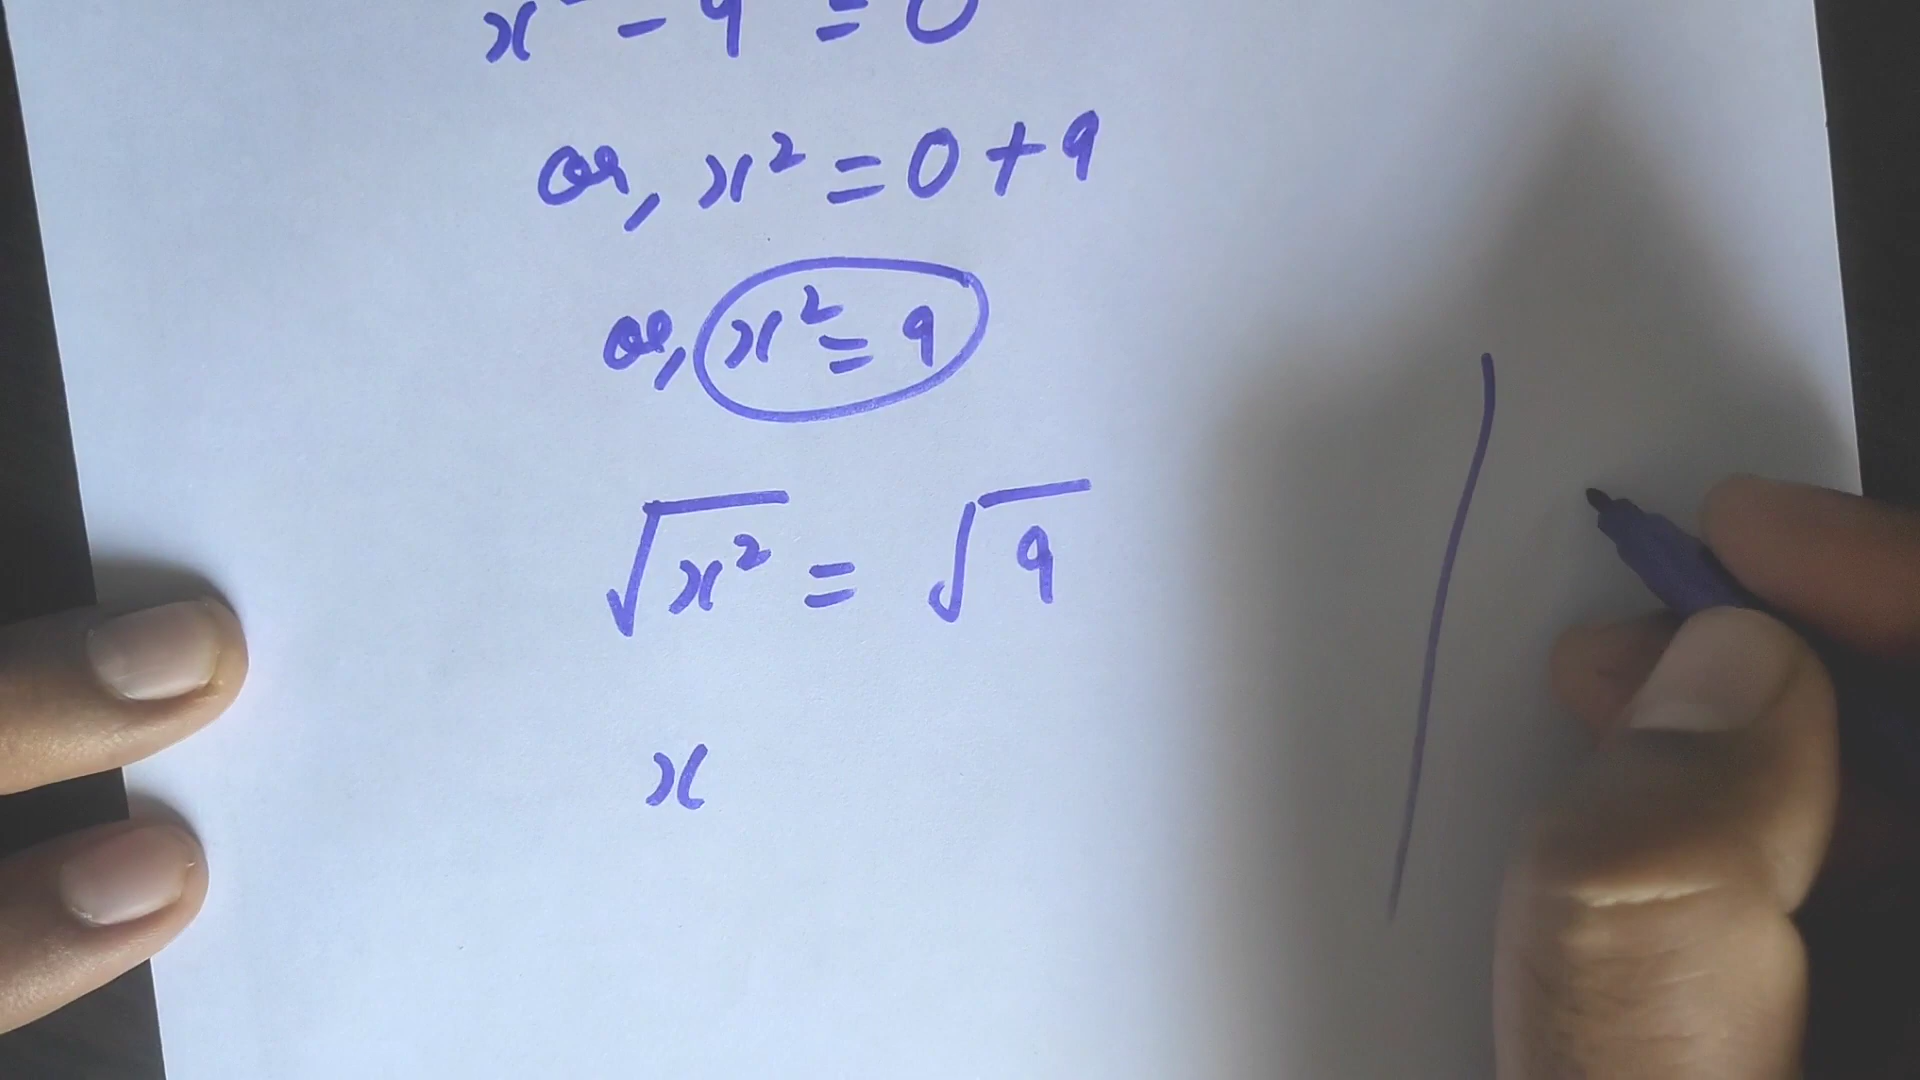 x² - 9 = 0
or, x² = 0 + 9
or, x² = 9
√x² = √9
x